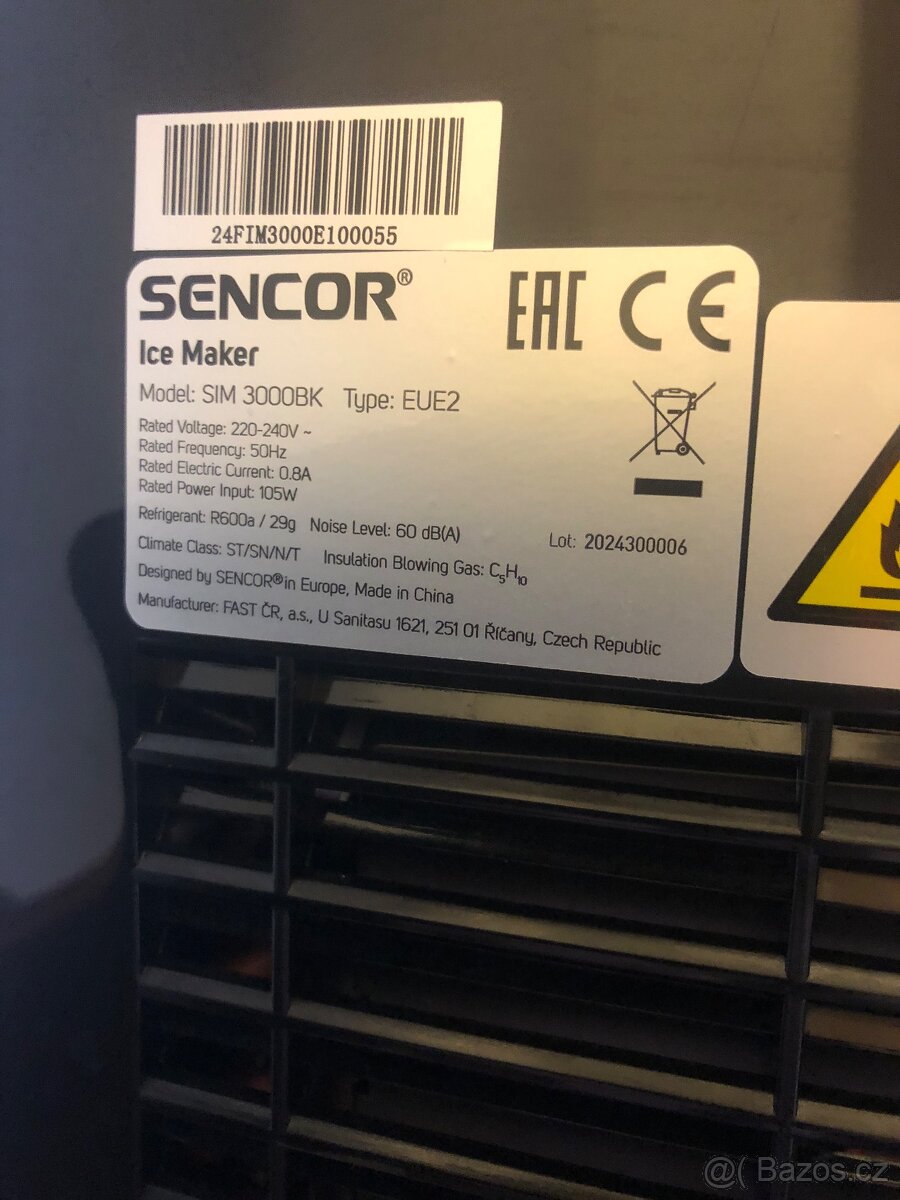 24FIM3000E100055
SENCOR®
EAC CE
Ice Maker
Model: SIM 3000BK Type: EUE2
Rated Voltage: 220-240V ~
Rated Frequency: 50Hz
Rated Electric Current: 0.8A
Rated Power Input: 105W
Refrigerant: R600a / 29g Noise Level: 60 dB(A)
Lot: 2024300006
Climate Class: ST/SN/N/T Insulation Blowing Gas: C₅H₁₀
Designed by SENCOR® in Europe, Made in China
Manufacturer: FAST ČR, a.s., U Sanitasu 1621, 251 01 Říčany, Czech Republic
@( Bazos.cz